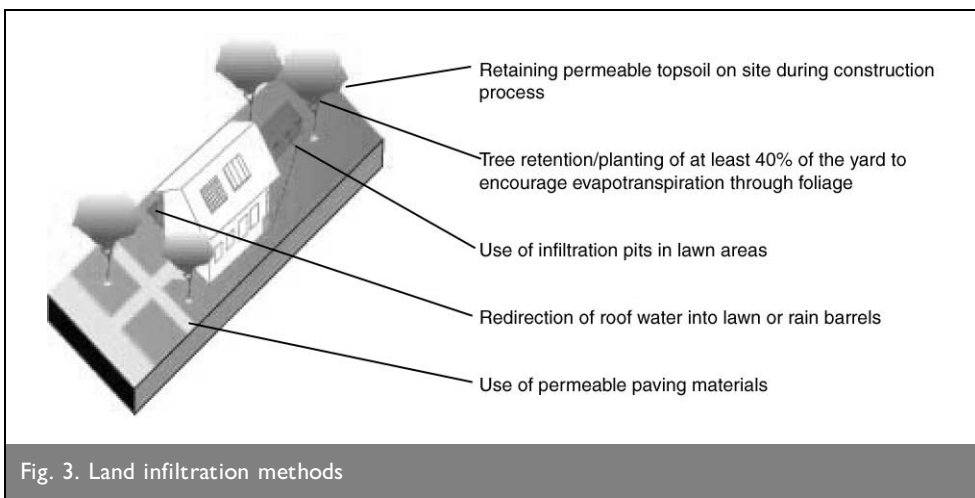 Retaining permeable topsoil on site during construction
process
Tree retention/planting of at least 40% of the yard to
encourage evapotranspiration through foliage
Use of infiltration pits in lawn areas
Redirection of roof water into lawn or rain barrels
Use of permeable paving materials
Fig. 3. Land infiltration methods